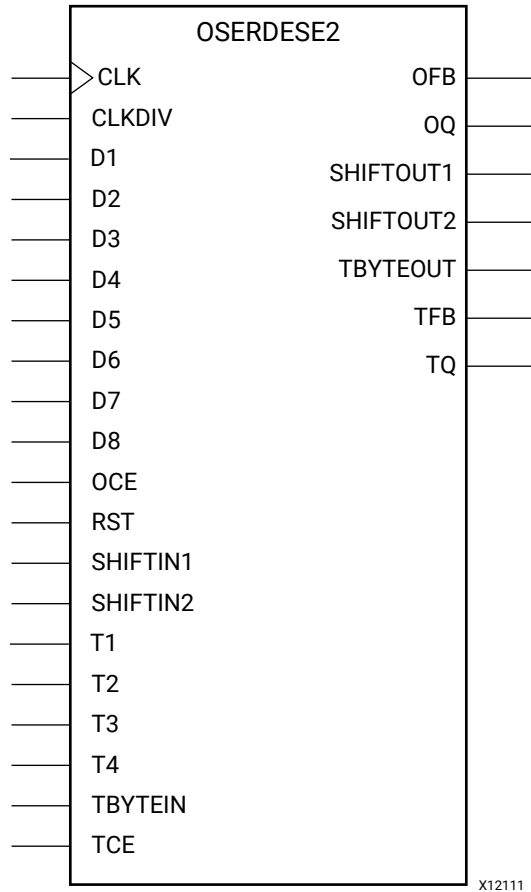 OSERDESE2
CLK
CLKDIV
D1
D2
D3
D4
D5
D6
D7
D8
OCE
RST
SHIFTIN1
SHIFTIN2
T1
T2
T3
T4
TBYTEIN
TCE
OFB
OQ
SHIFTOUT1
SHIFTOUT2
TBYTEOUT
TFB
TQ
X12111